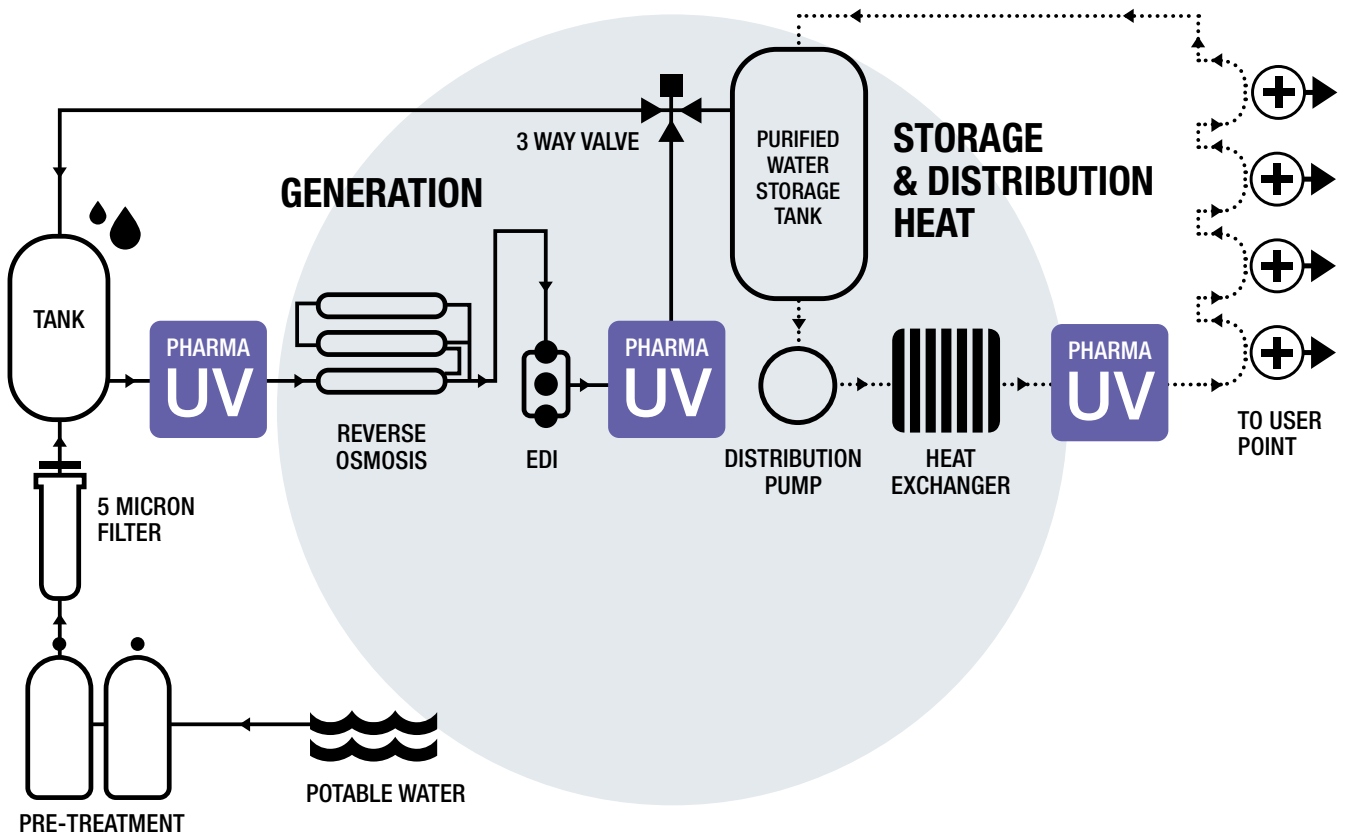 3 WAY VALVE
GENERATION
PURIFIED
WATER
STORAGE
TANK
STORAGE
& DISTRIBUTION
HEAT
TANK
PHARMA
UV
REVERSE
OSMOSIS
EDI
PHARMA
UV
DISTRIBUTION
PUMP
HEAT
EXCHANGER
PHARMA
UV
TO USER
POINT
5 MICRON
FILTER
POTABLE WATER
PRE-TREATMENT